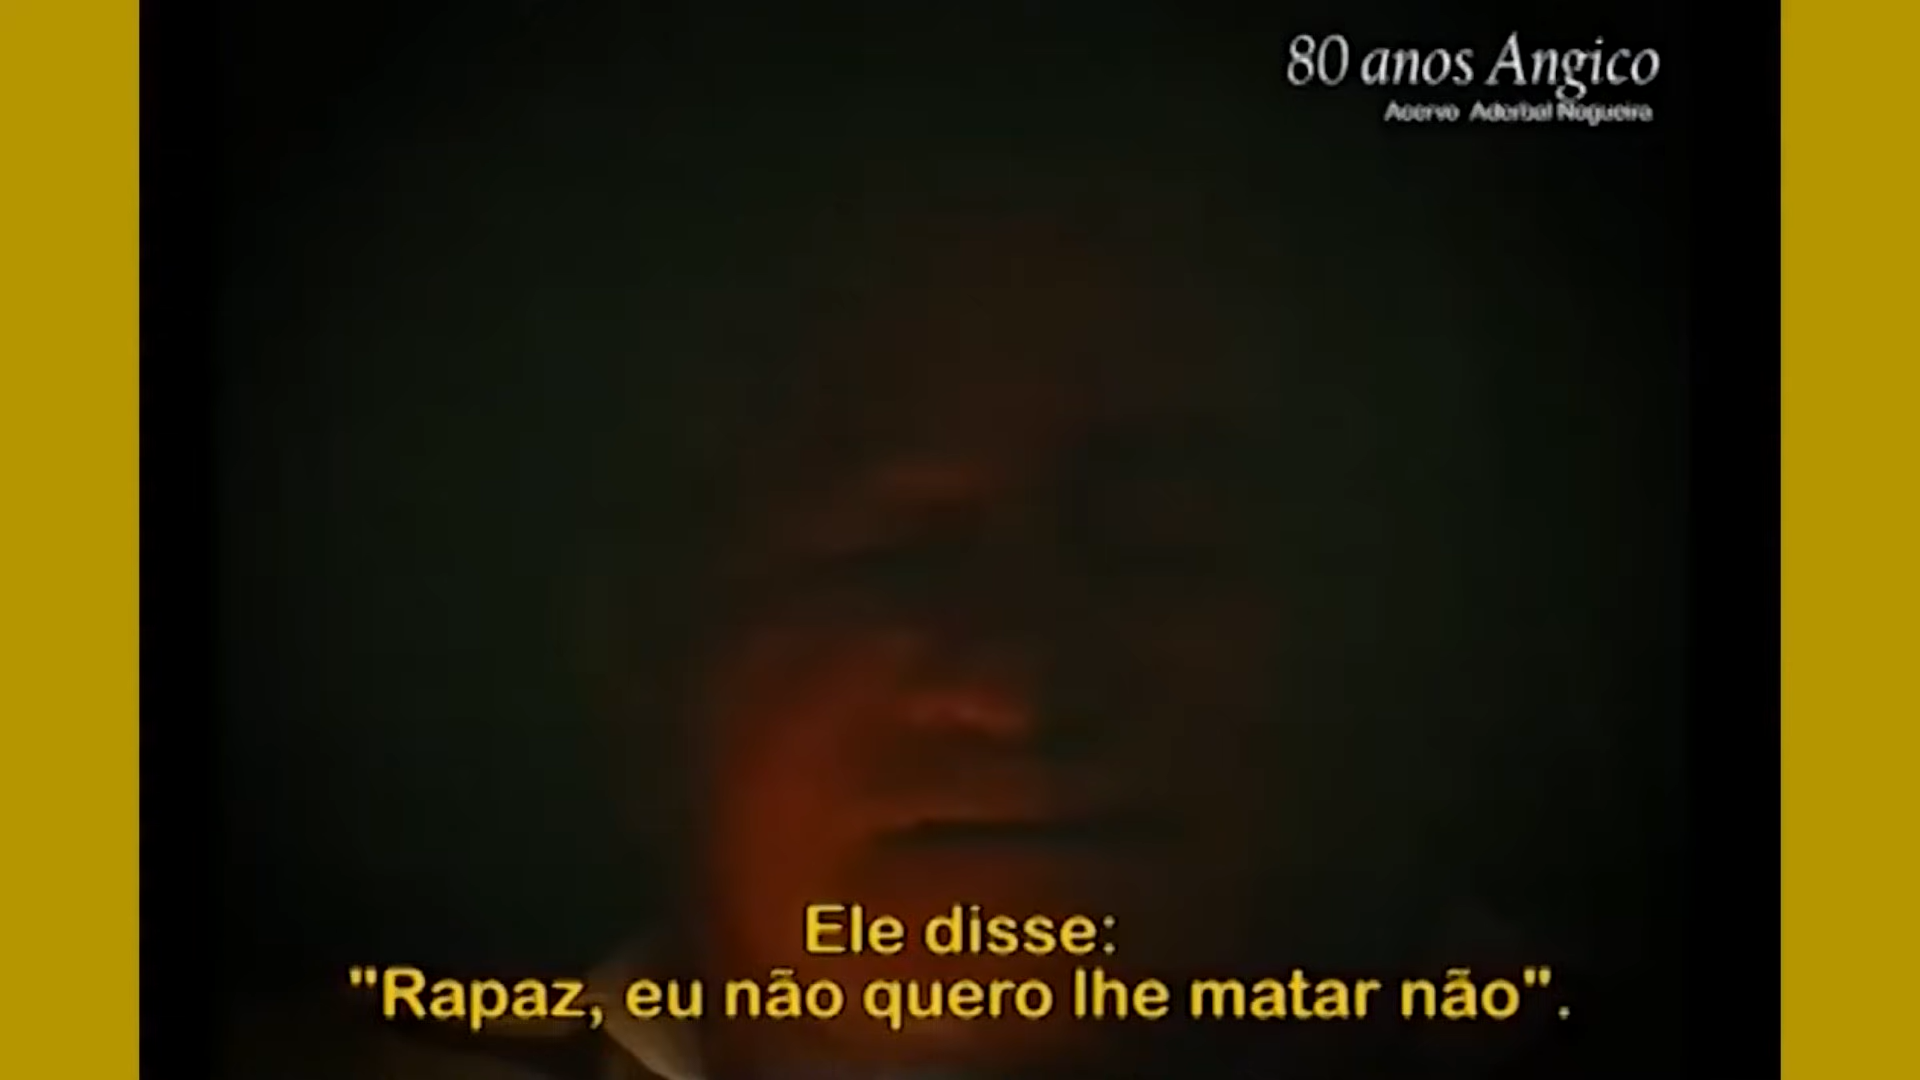 80 anos Angico
Acervo Aderbal Nogueira
Ele disse:
"Rapaz, eu não quero lhe matar não".